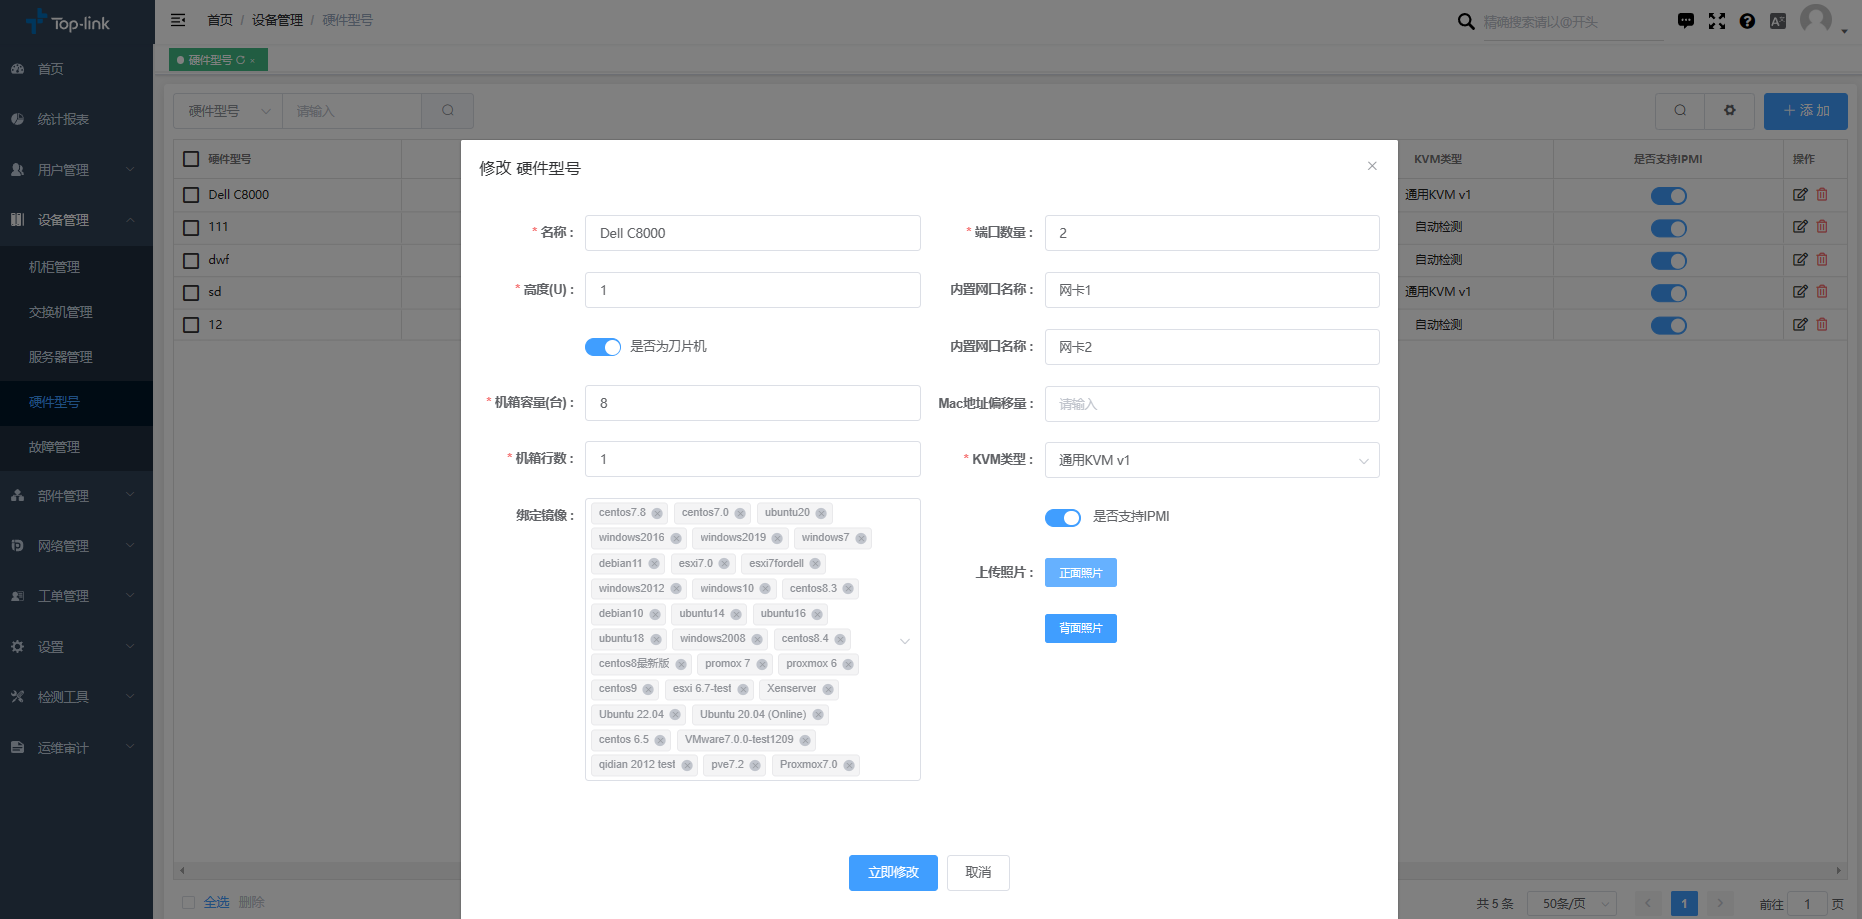 Top-link
首页 / 设备管理 / 硬件型号
精确搜索请以@开头
硬件型号
首页
统计报表
用户管理
设备管理
机柜管理
交换机管理
服务器管理
硬件型号
故障管理
部件管理
网络管理
工单管理
设置
检测工具
运维审计
硬件型号 请输入
添加
硬件型号 KVM类型 是否支持IPMI 操作
Dell C8000 通用KVM v1
111 自动检测
dwf 自动检测
sd 通用KVM v1
12 自动检测
修改 硬件型号
* 名称： Dell C8000
* 高度(U)： 1
是否为刀片机
* 机箱容量(台)： 8
* 机箱行数： 1
绑定镜像：
centos7.8 centos7.0 ubuntu20
windows2016 windows2019 windows7
debian11 esxi7.0 esxi7fordell
windows2012 windows10 centos8.3
debian10 ubuntu14 ubuntu16
ubuntu18 windows2008 centos8.4
centos8最新版 promox 7 proxmox 6
centos9 esxi 6.7-test Xenserver
Ubuntu 22.04 Ubuntu 20.04 (Online)
centos 6.5 VMware7.0.0-test1209
qidian 2012 test pve7.2 Proxmox7.0
* 端口数量： 2
内置网口名称： 网卡1
内置网口名称： 网卡2
Mac地址偏移量： 请输入
* KVM类型： 通用KVM v1
是否支持IPMI
上传照片： 正面照片
背面照片
立即修改 取消
全选 删除
共 5 条 50条/页 1 前往 1 页